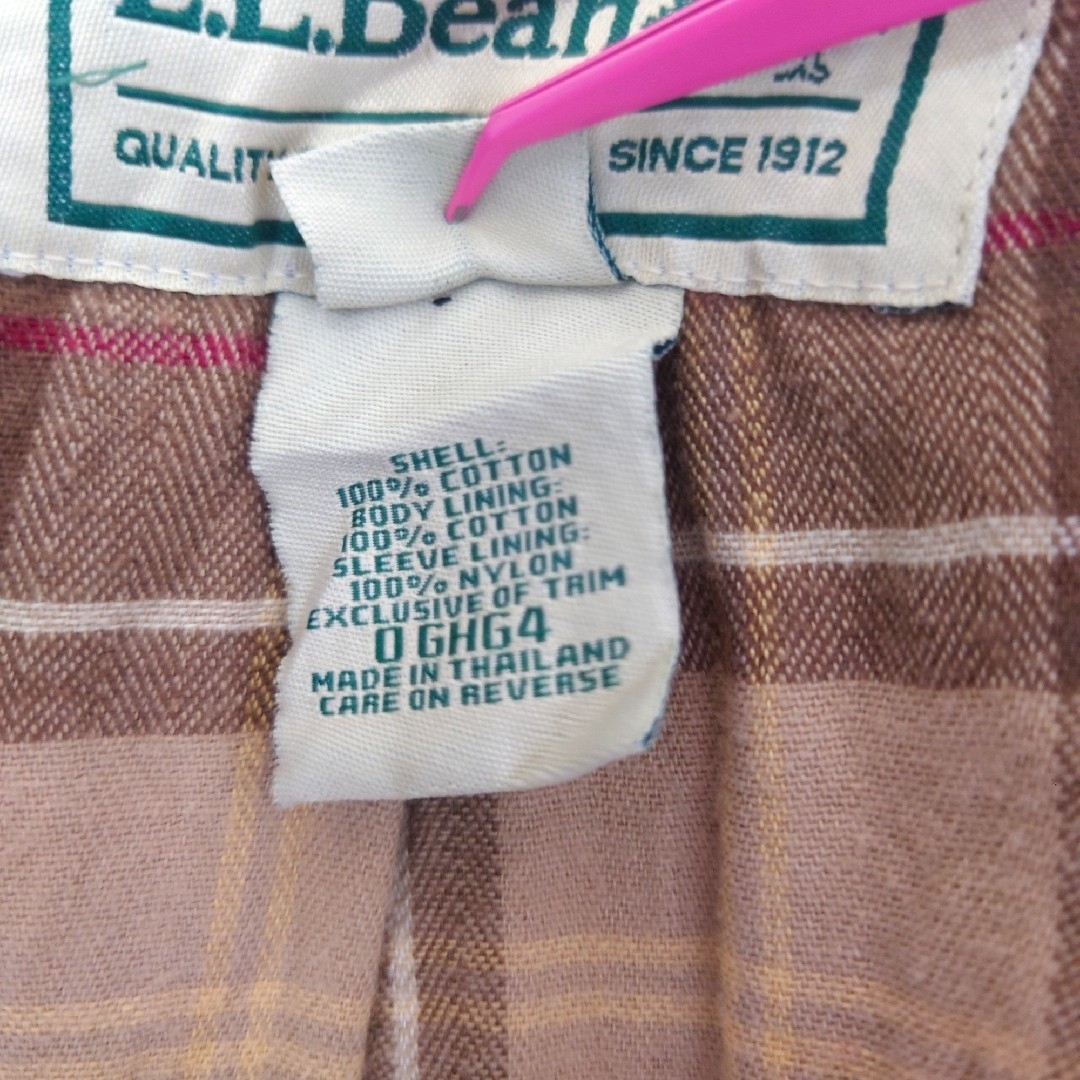 L.L.Bean
QUALITY SINCE 1912
SHELL:
100% COTTON
BODY LINING:
100% COTTON
SLEEVE LINING:
100% NYLON
EXCLUSIVE OF TRIM
0 GHG4
MADE IN THAILAND
CARE ON REVERSE